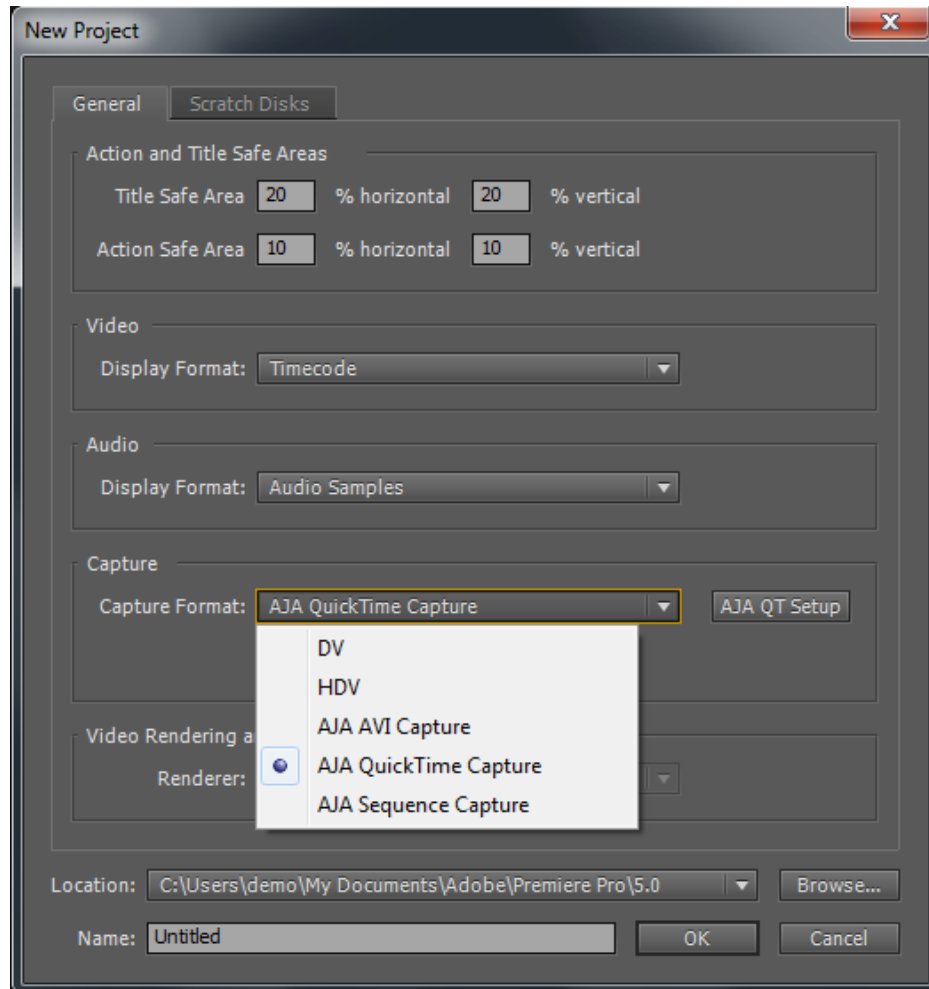 New Project
General Scratch Disks
Action and Title Safe Areas
Title Safe Area 20 % horizontal 20 % vertical
Action Safe Area 10 % horizontal 10 % vertical
Video
Display Format: Timecode
Audio
Display Format: Audio Samples
Capture
Capture Format: AJA QuickTime Capture AJA QT Setup
DV
HDV
AJA AVI Capture
AJA QuickTime Capture
AJA Sequence Capture
Video Rendering a
Renderer:
Location: C:\Users\demo\My Documents\Adobe\Premiere Pro\5.0 Browse...
Name: Untitled OK Cancel